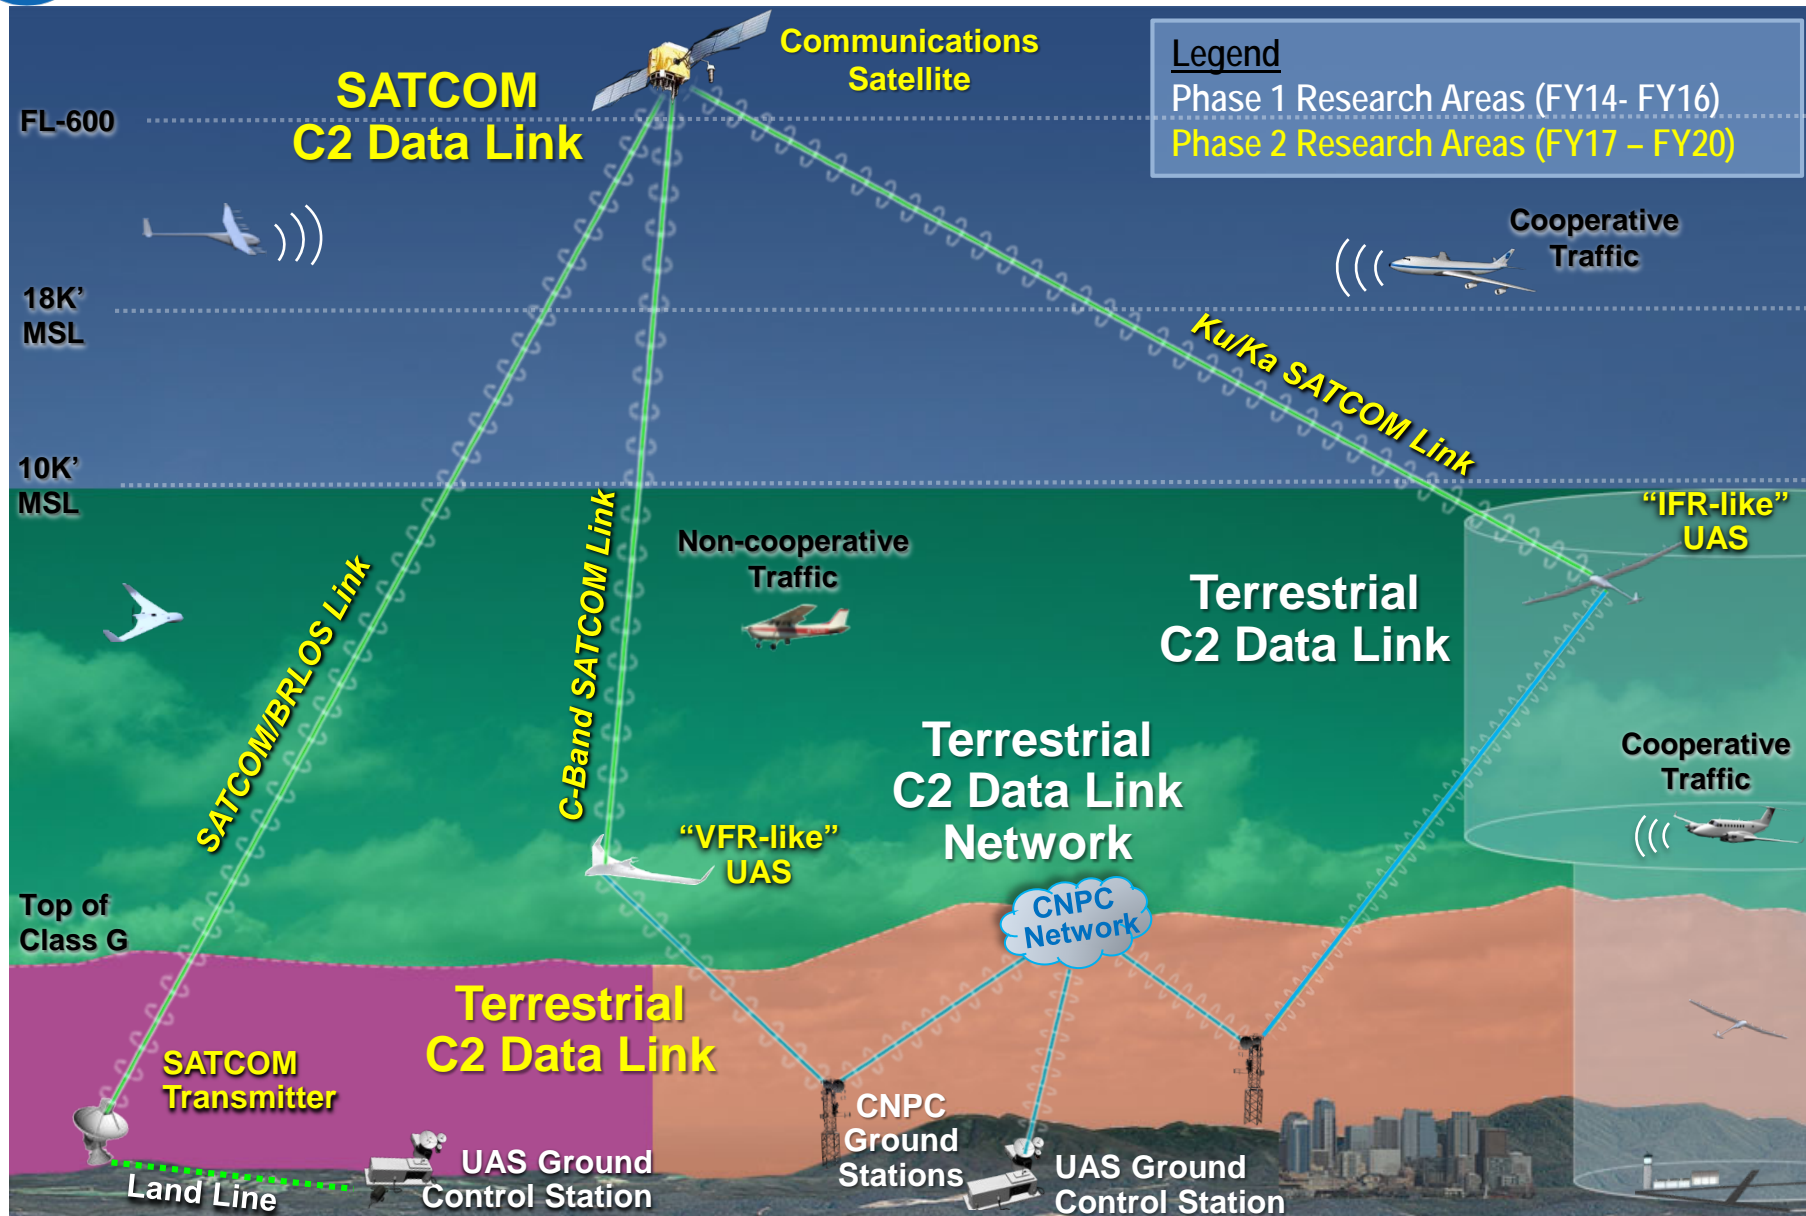 Communications
Satellite
Legend
Phase 1 Research Areas (FY14- FY16)
Phase 2 Research Areas (FY17 – FY20)
SATCOM
C2 Data Link
FL-600
Cooperative
Traffic
18K’
MSL
Ku/Ka SATCOM Link
10K’
MSL
“IFR-like”
UAS
Non-cooperative
Traffic
SATCOM/BRLOS Link
C-Band SATCOM Link
Terrestrial
C2 Data Link
Terrestrial
C2 Data Link
Network
Cooperative
Traffic
“VFR-like”
UAS
Top of
Class G
CNPC
Network
Terrestrial
C2 Data Link
SATCOM
Transmitter
CNPC
Ground
Stations
UAS Ground
Control Station
UAS Ground
Control Station
Land Line